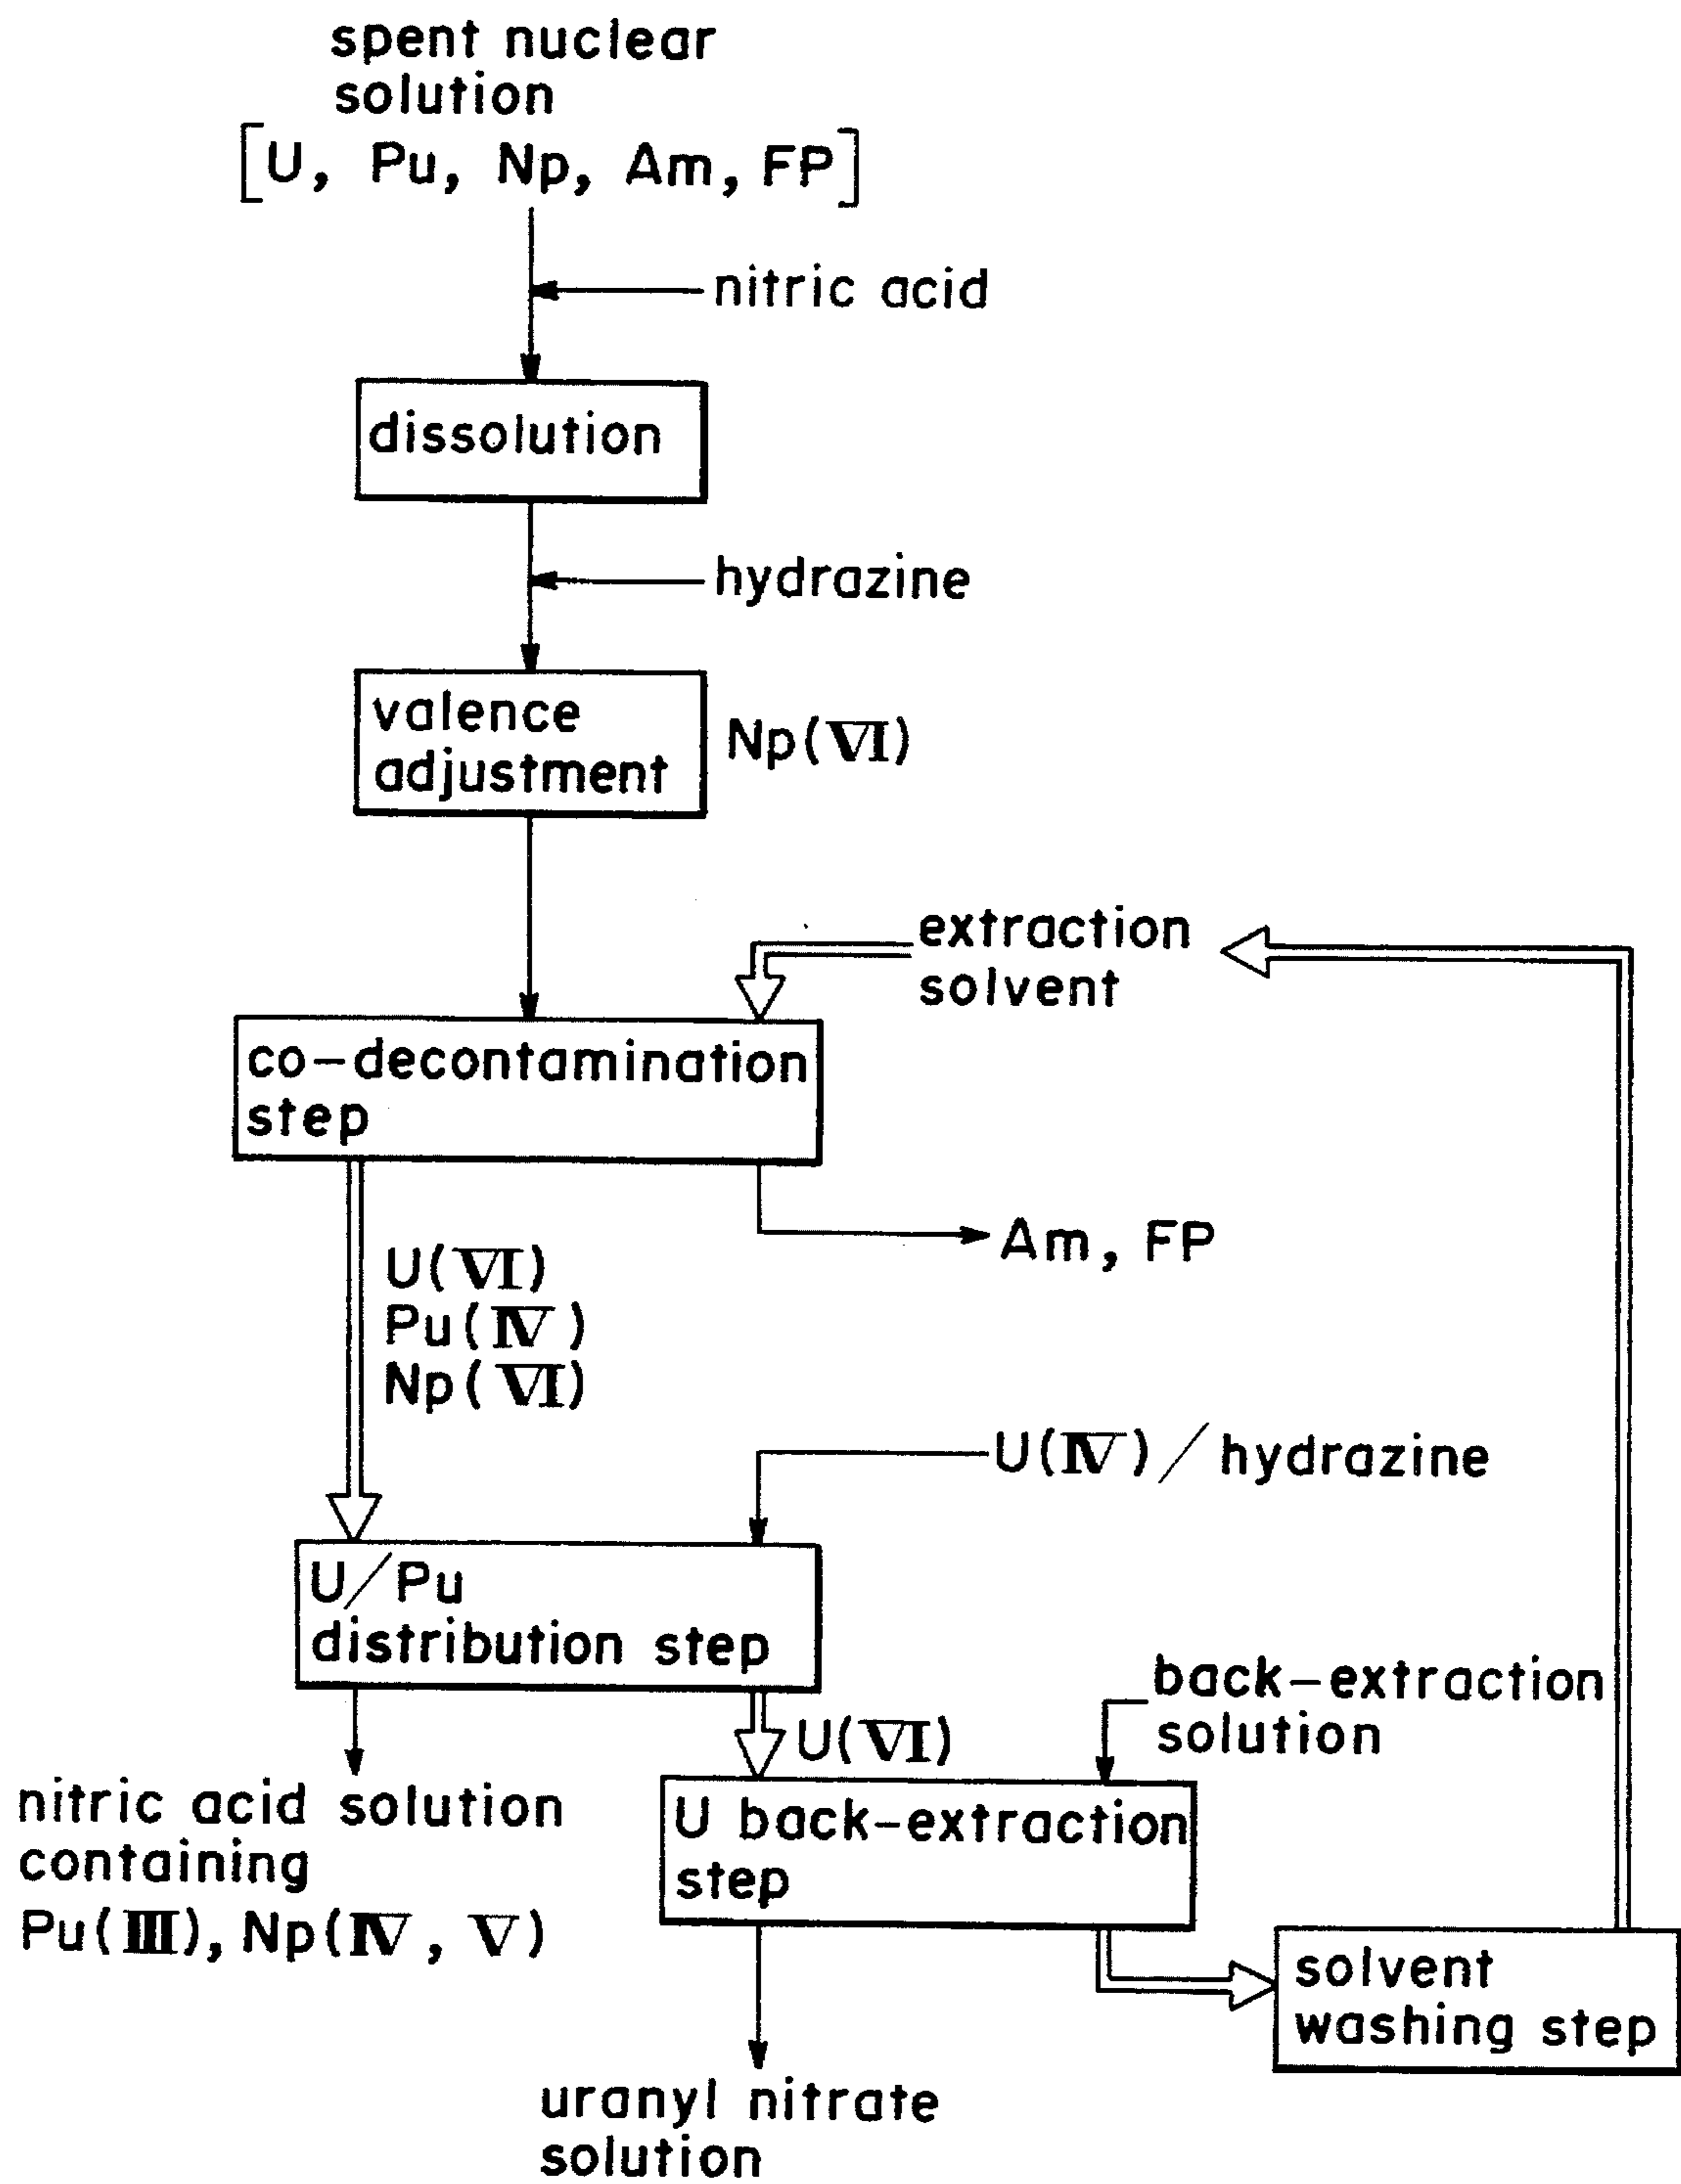 spent nuclear
solution
[U, Pu, Np, Am, FP]
nitric acid
dissolution
hydrazine
valence
adjustment
Np(VI)
extraction
solvent
co-decontamination
step
Am, FP
U(VI)
Pu(IV)
Np(VI)
U(IV)/hydrazine
U/Pu
distribution step
back-extraction
solution
U(VI)
nitric acid solution
containing
Pu(III), Np(IV, V)
U back-extraction
step
solvent
washing step
uranyl nitrate
solution